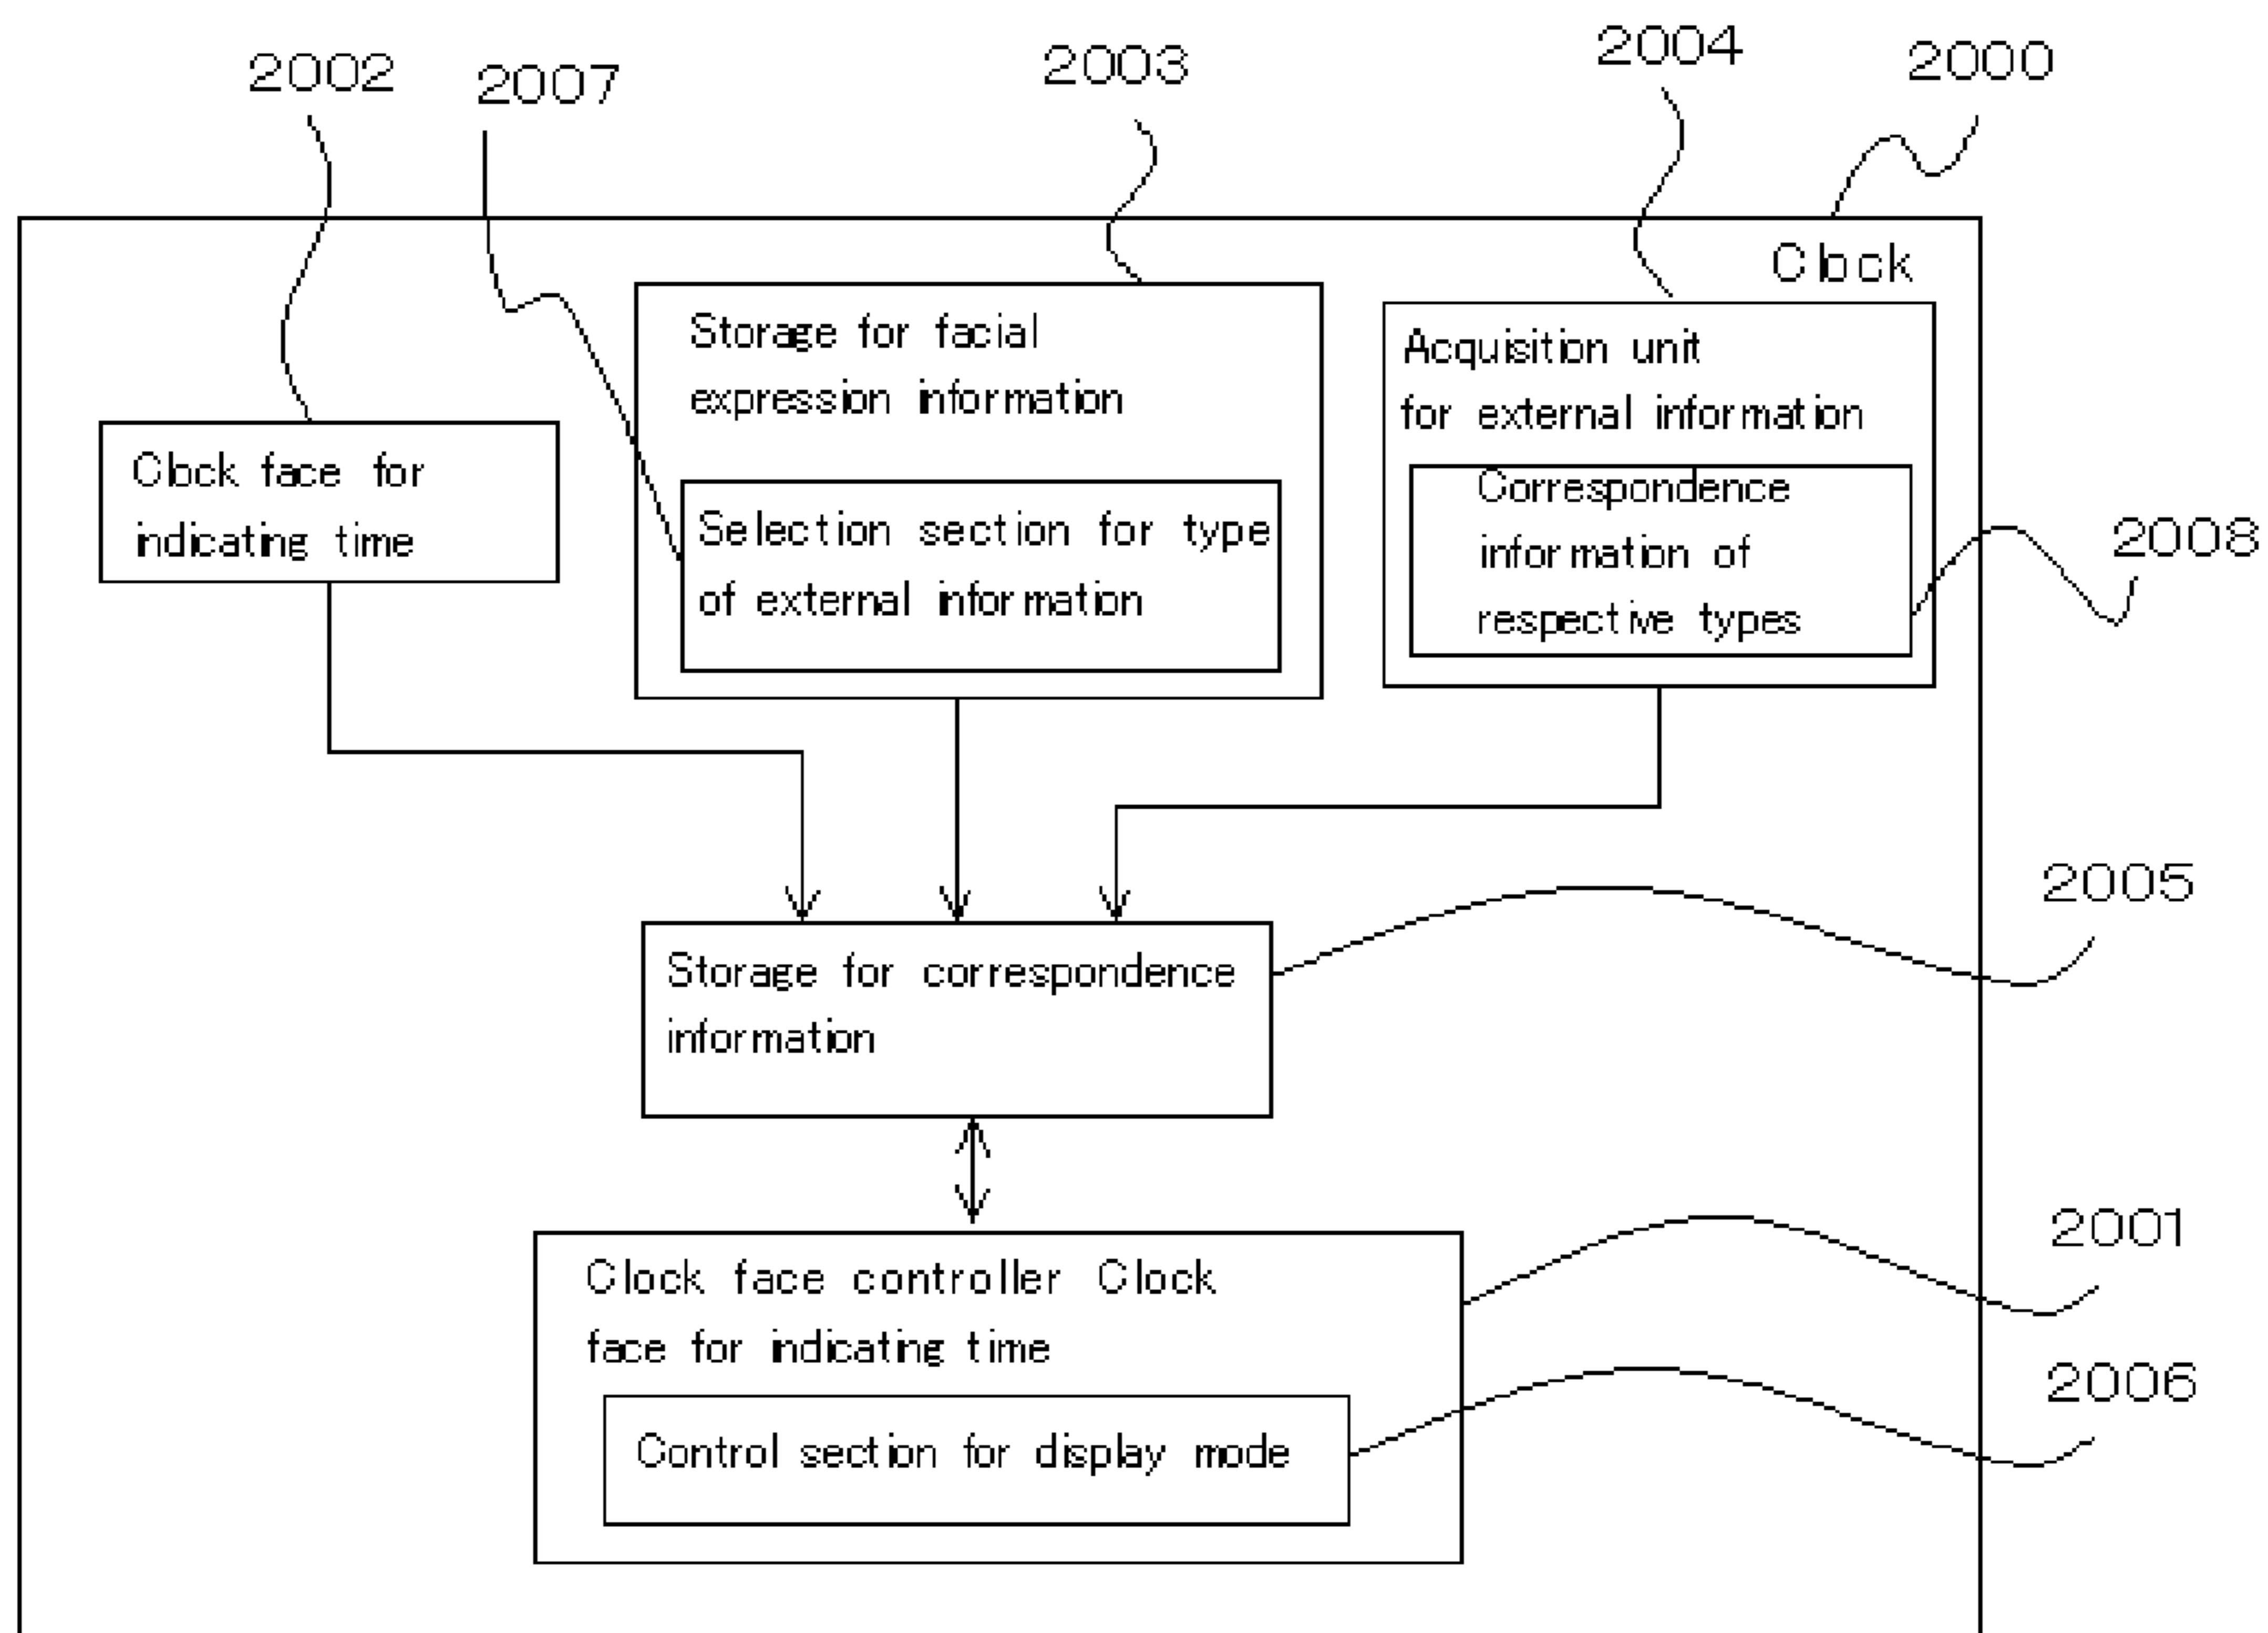 2002
2007
2003
2004
2000
Clock
Storage for facial
expression information
Acquisition unit
for external information
Clock face for
indicating time
Selection section for type
of external information
Correspondence
information of
respective types
2008
2005
Storage for correspondence
information
2001
Clock face controller Clock
face for indicating time
2006
Control section for display mode